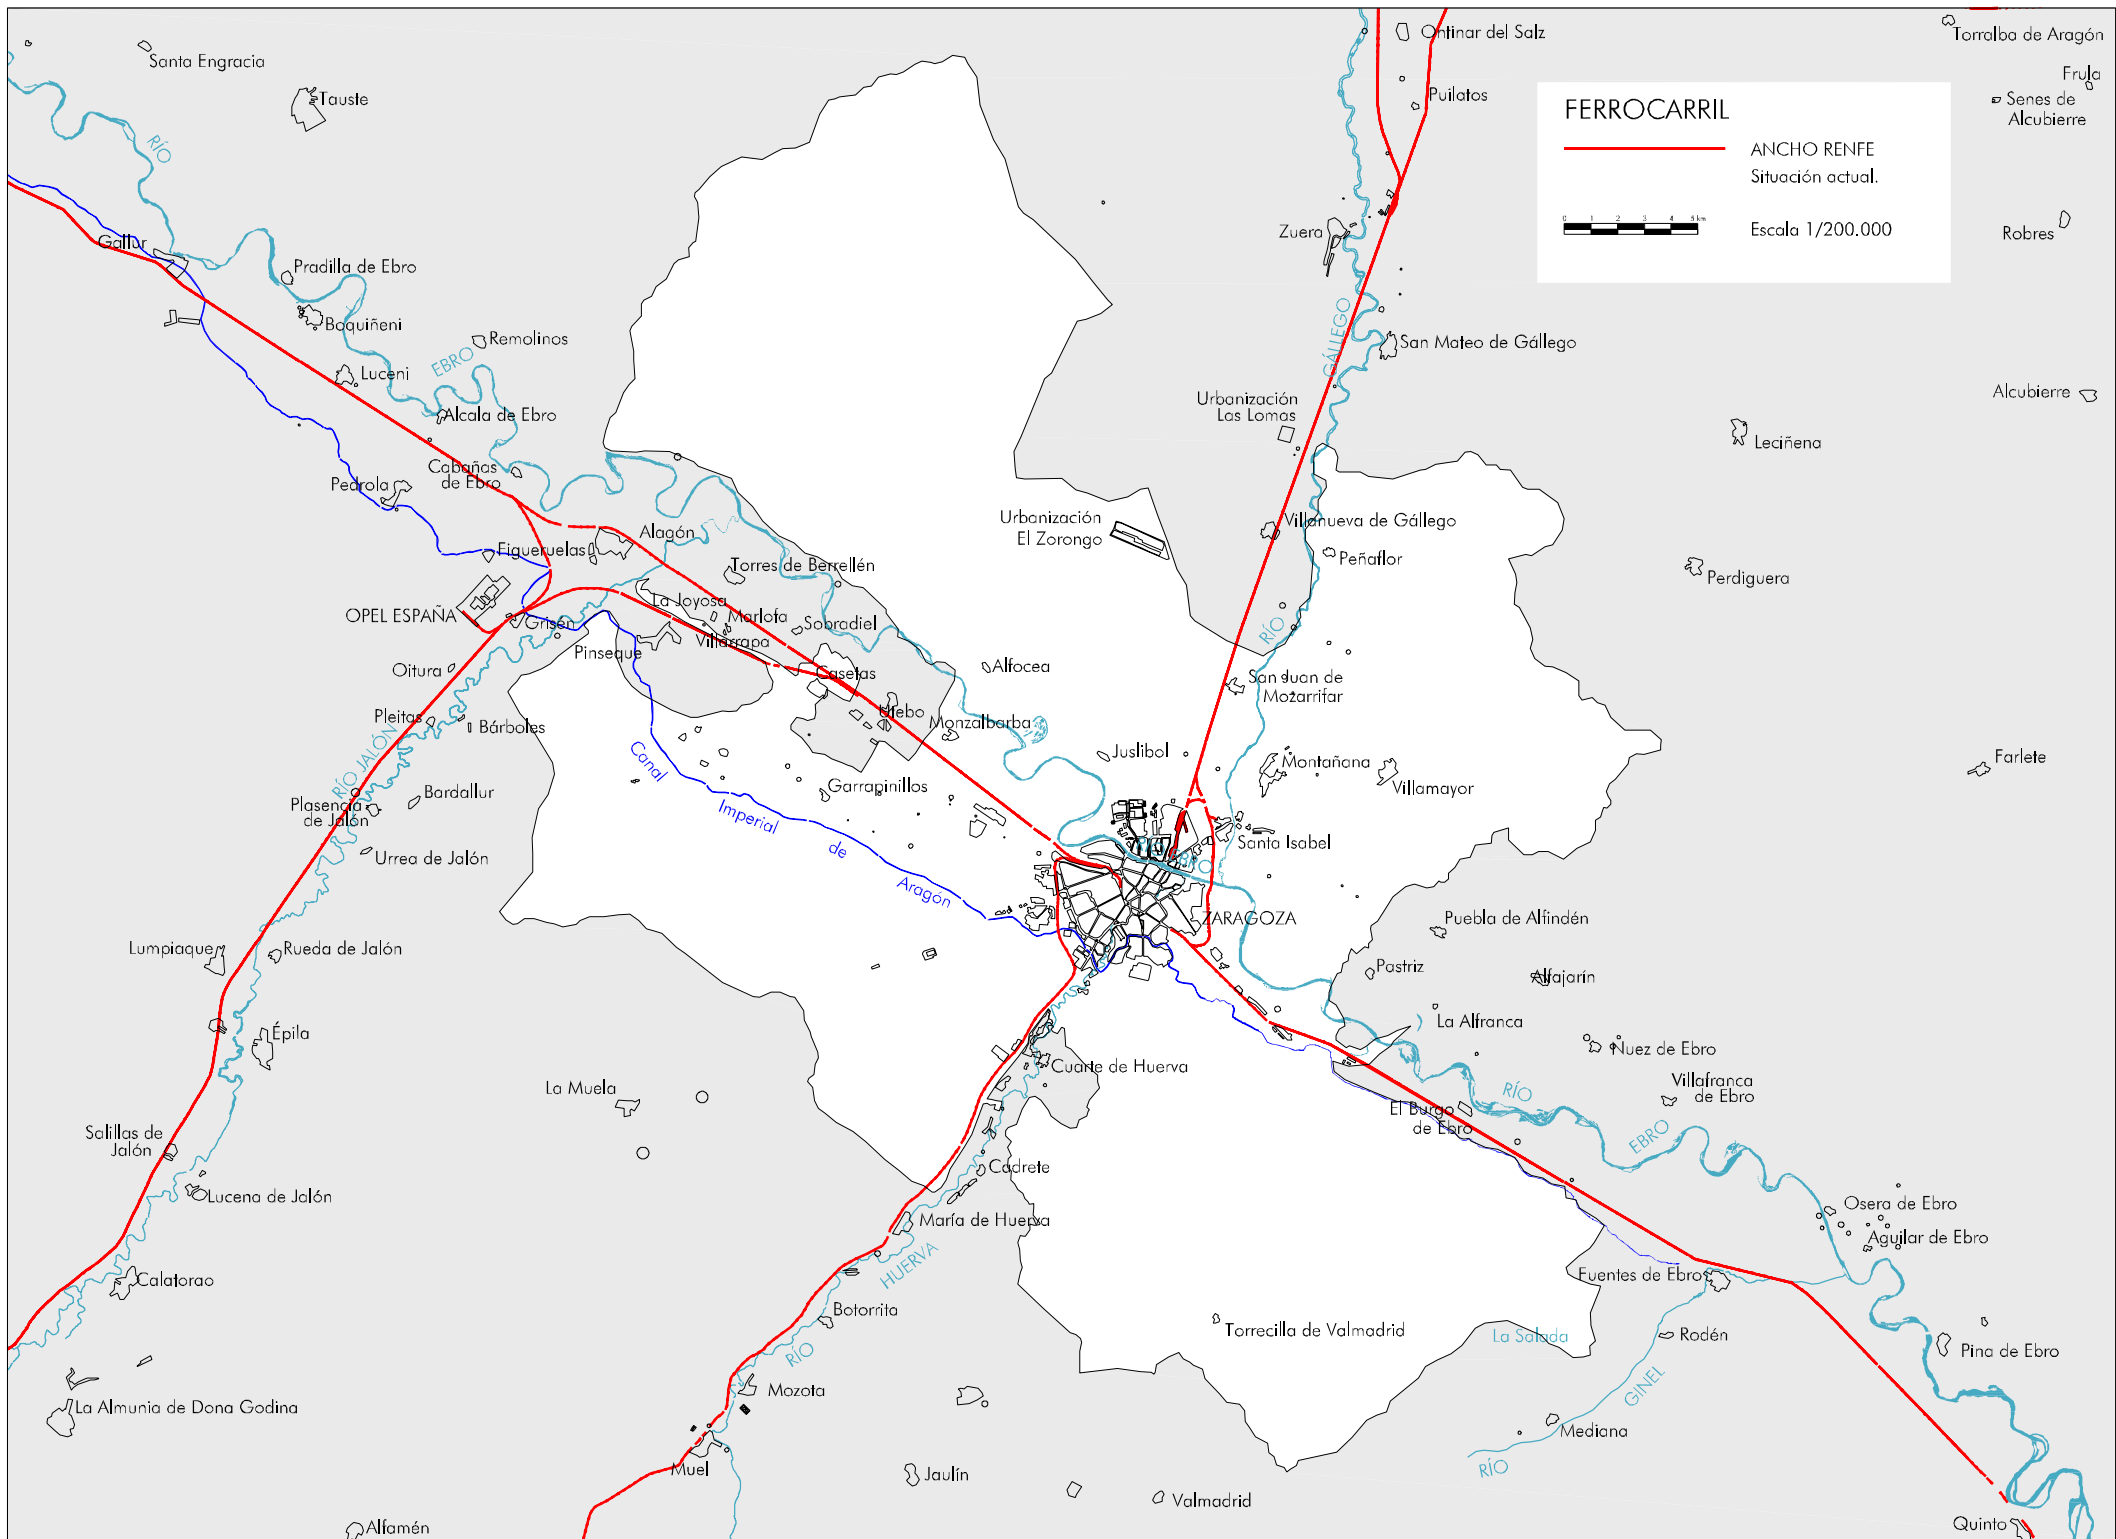 Ontinar del Salz
Torralba de Aragón
Santa Engracia
Frula
Tauste
Puilatos
Senes de
Alcubierre
FERROCARRIL
ANCHO RENFE
Situación actual.
0 1 2 3 4 5 km
Escala 1/200.000
RÍO
Gallur
Zuera
Robres
Pradilla de Ebro
Boquiñeni
Remolinos
EBRO
Luceni
GÁLLEGO
San Mateo de Gállego
Alcala de Ebro
Urbanización
Las Lomas
Alcubierre
Leciñena
Cabañas
de Ebro
Pedrola
Urbanización
El Zorongo
Villanueva de Gállego
Peñaflor
Alagón
Figueruelas
Torres de Berrellén
Perdiguera
OPEL ESPAÑA
Grisén
La Joyosa
Marlofa
Sobradiel
RÍO
Pinseque
Villarrapa
Oitura
Casetas
Alfocea
San Juan de
Mozarrifar
Pleitas
Bárboles
Utebo
Monzalbarba
RÍO JALÓN
Canal
Imperial
de
Aragón
Juslibol
Montañana
Villamayor
Farlete
Plasencia
de Jalón
Bardallur
Garrapinillos
Urrea de Jalón
RÍO EBRO
Santa Isabel
ZARAGOZA
Puebla de Alfindén
Lumpiaque
Rueda de Jalón
Pastriz
Alfajarín
La Alfranca
Épila
Nuez de Ebro
Cuarte de Huerva
La Muela
RÍO
Villafranca
de Ebro
El Burgo
de Ebro
EBRO
Salillas de
Jalón
Cadrete
Lucena de Jalón
Osera de Ebro
María de Huerva
Aguilar de Ebro
HUERVA
Calatorao
Fuentes de Ebro
Botorrita
Torrecilla de Valmadrid
La Salada
Rodén
Pina de Ebro
RÍO
Mozota
GINEL
La Almunia de Dona Godina
Mediana
Muel
Jaulín
RÍO
Valmadrid
Alfamén
Quinto